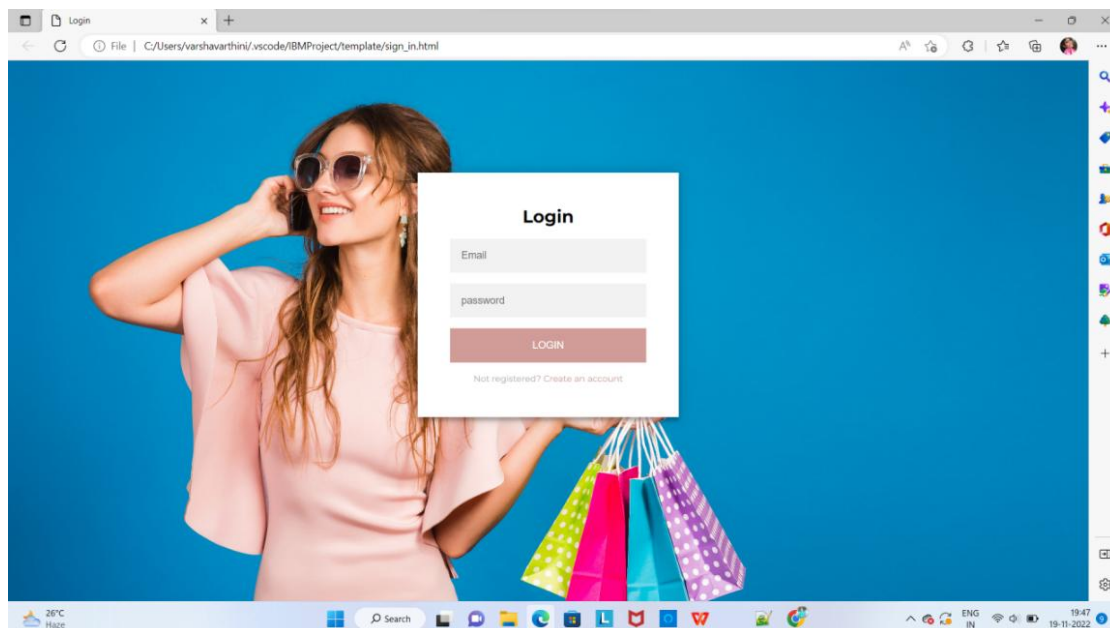 Login
File | C:/Users/varshavarthini/.vscode/IBMProject/template/sign_in.html
Login
Email
password
LOGIN
Not registered? Create an account
26°C
Haze
Search
ENG
IN
19:47
19-11-2022